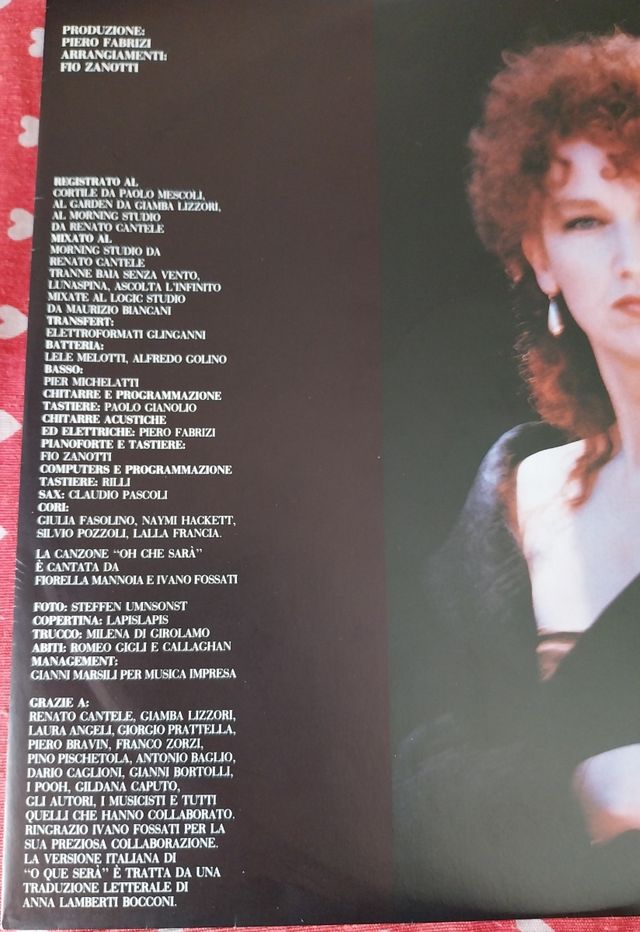 PRODUZIONE:
PIERO FABRIZI
ARRANGIAMENTI:
FIO ZANOTTI
REGISTRATO AL
CORTILE DA PAOLO MESCOLI,
AL GARDEN DA GIAMBA LIZZORI,
AL MORNING STUDIO
DA RENATO CANTELE
MIXATO AL
MORNING STUDIO DA
RENATO CANTELE
TRANNE BAIA SENZA VENTO,
LUNASPINA, ASCOLTA L'INFINITO
MIXATE AL LOGIC STUDIO
DA MAURIZIO BIANCANI
TRANSFERT:
ELETTROFORMATI GLINGANNI
BATTERIA:
LELE MELOTTI, ALFREDO GOLINO
BASSO:
PIER MICHELATTI
CHITARRE E PROGRAMMAZIONE
TASTIERE: PAOLO GIANOLIO
CHITARRE ACUSTICHE
ED ELETTRICHE: PIERO FABRIZI
PIANOFORTE E TASTIERE:
FIO ZANOTTI
COMPUTERS E PROGRAMMAZIONE
TASTIERE: RILLI
SAX: CLAUDIO PASCOLI
CORI:
GIULIA FASOLINO, NAYMI HACKETT,
SILVIO POZZOLI, LALLA FRANCIA.
LA CANZONE "OH CHE SARÀ"
È CANTATA DA
FIORELLA MANNOIA E IVANO FOSSATI
FOTO: STEFFEN UMNSONST
COPERTINA: LAPISLAPIS
TRUCCO: MILENA DI GIROLAMO
ABITI: ROMEO GIGLI E CALLAGHAN
MANAGEMENT:
GIANNI MARSILI PER MUSICA IMPRESA
GRAZIE A:
RENATO CANTELE, GIAMBA LIZZORI,
LAURA ANGELI, GIORGIO PRATTELLA,
PIERO BRAVIN, FRANCO ZORZI,
PINO PISCHETOLA, ANTONIO BAGLIO,
DARIO CAGLIONI, GIANNI BORTOLLI,
I POOH, GILDANA CAPUTO,
GLI AUTORI, I MUSICISTI E TUTTI
QUELLI CHE HANNO COLLABORATO.
RINGRAZIO IVANO FOSSATI PER LA
SUA PREZIOSA COLLABORAZIONE.
LA VERSIONE ITALIANA DI
"O QUE SERÀ" È TRATTA DA UNA
TRADUZIONE LETTERALE DI
ANNA LAMBERTI BOCCONI.